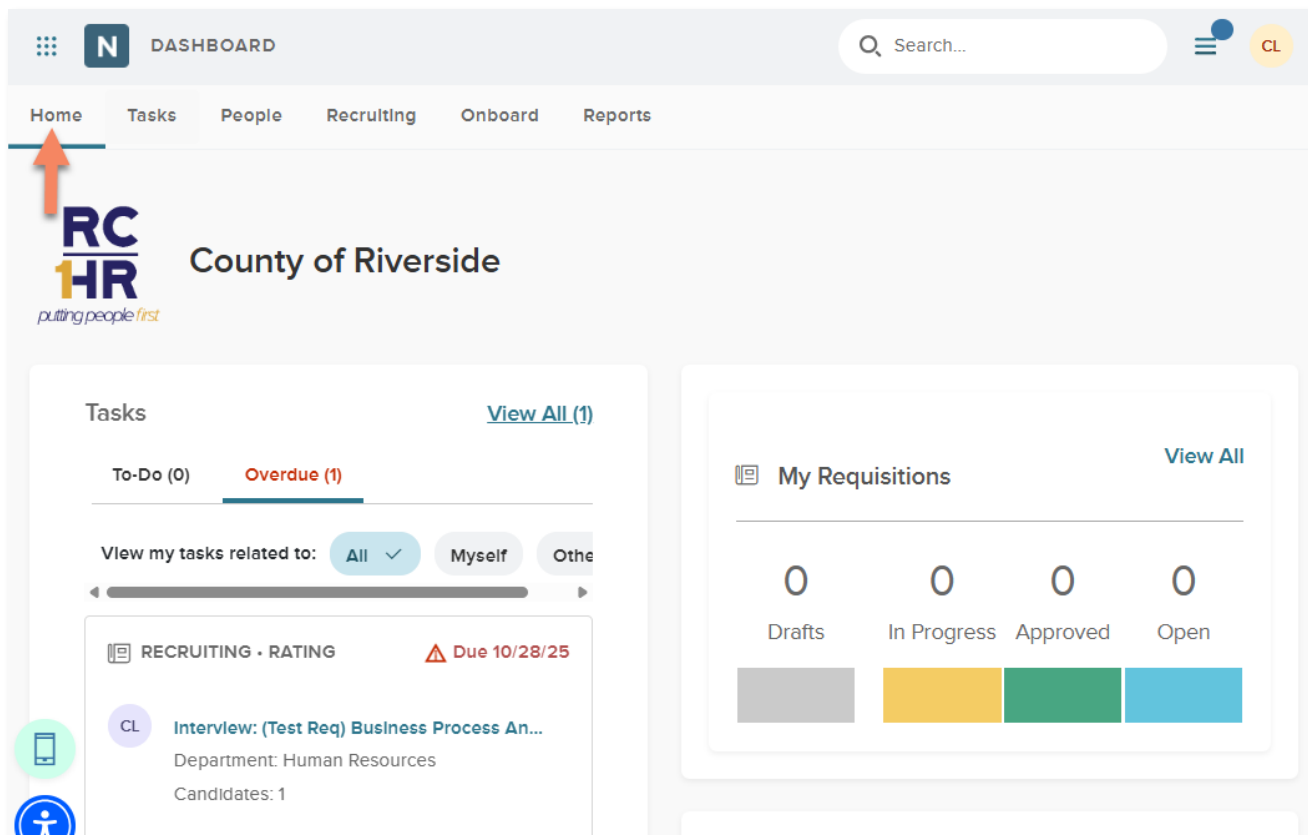 N DASHBOARD
Search...
CL
Home Tasks People Recruiting Onboard Reports
RC
1HR
putting people first
County of Riverside
Tasks
View All (1)
To-Do (0) Overdue (1)
View my tasks related to: All Myself Othe
RECRUITING • RATING
Due 10/28/25
CL
Interview: (Test Req) Business Process An...
Department: Human Resources
Candidates: 1
My Requisitions
View All
0 0 0 0
Drafts In Progress Approved Open